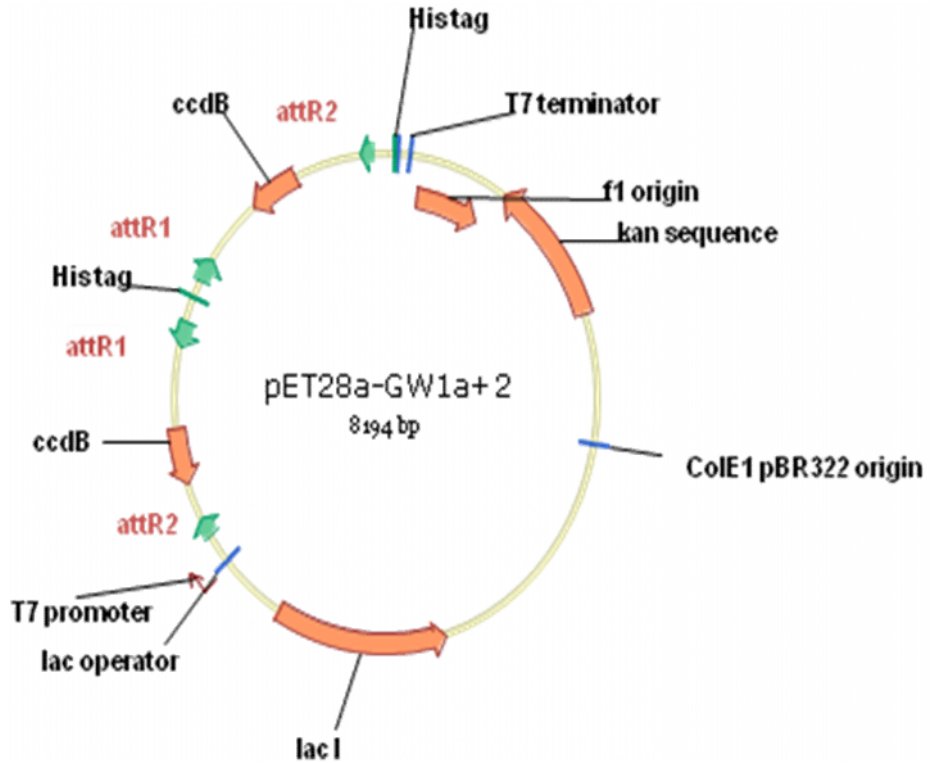 Histag
ccdB
attR2
T7 terminator
f1 origin
attR1
kan sequence
Histag
attR1
pET28a-GW1a+2
8194 bp
ccdB
ColE1 pBR322 origin
attR2
T7 promoter
lac operator
lac I